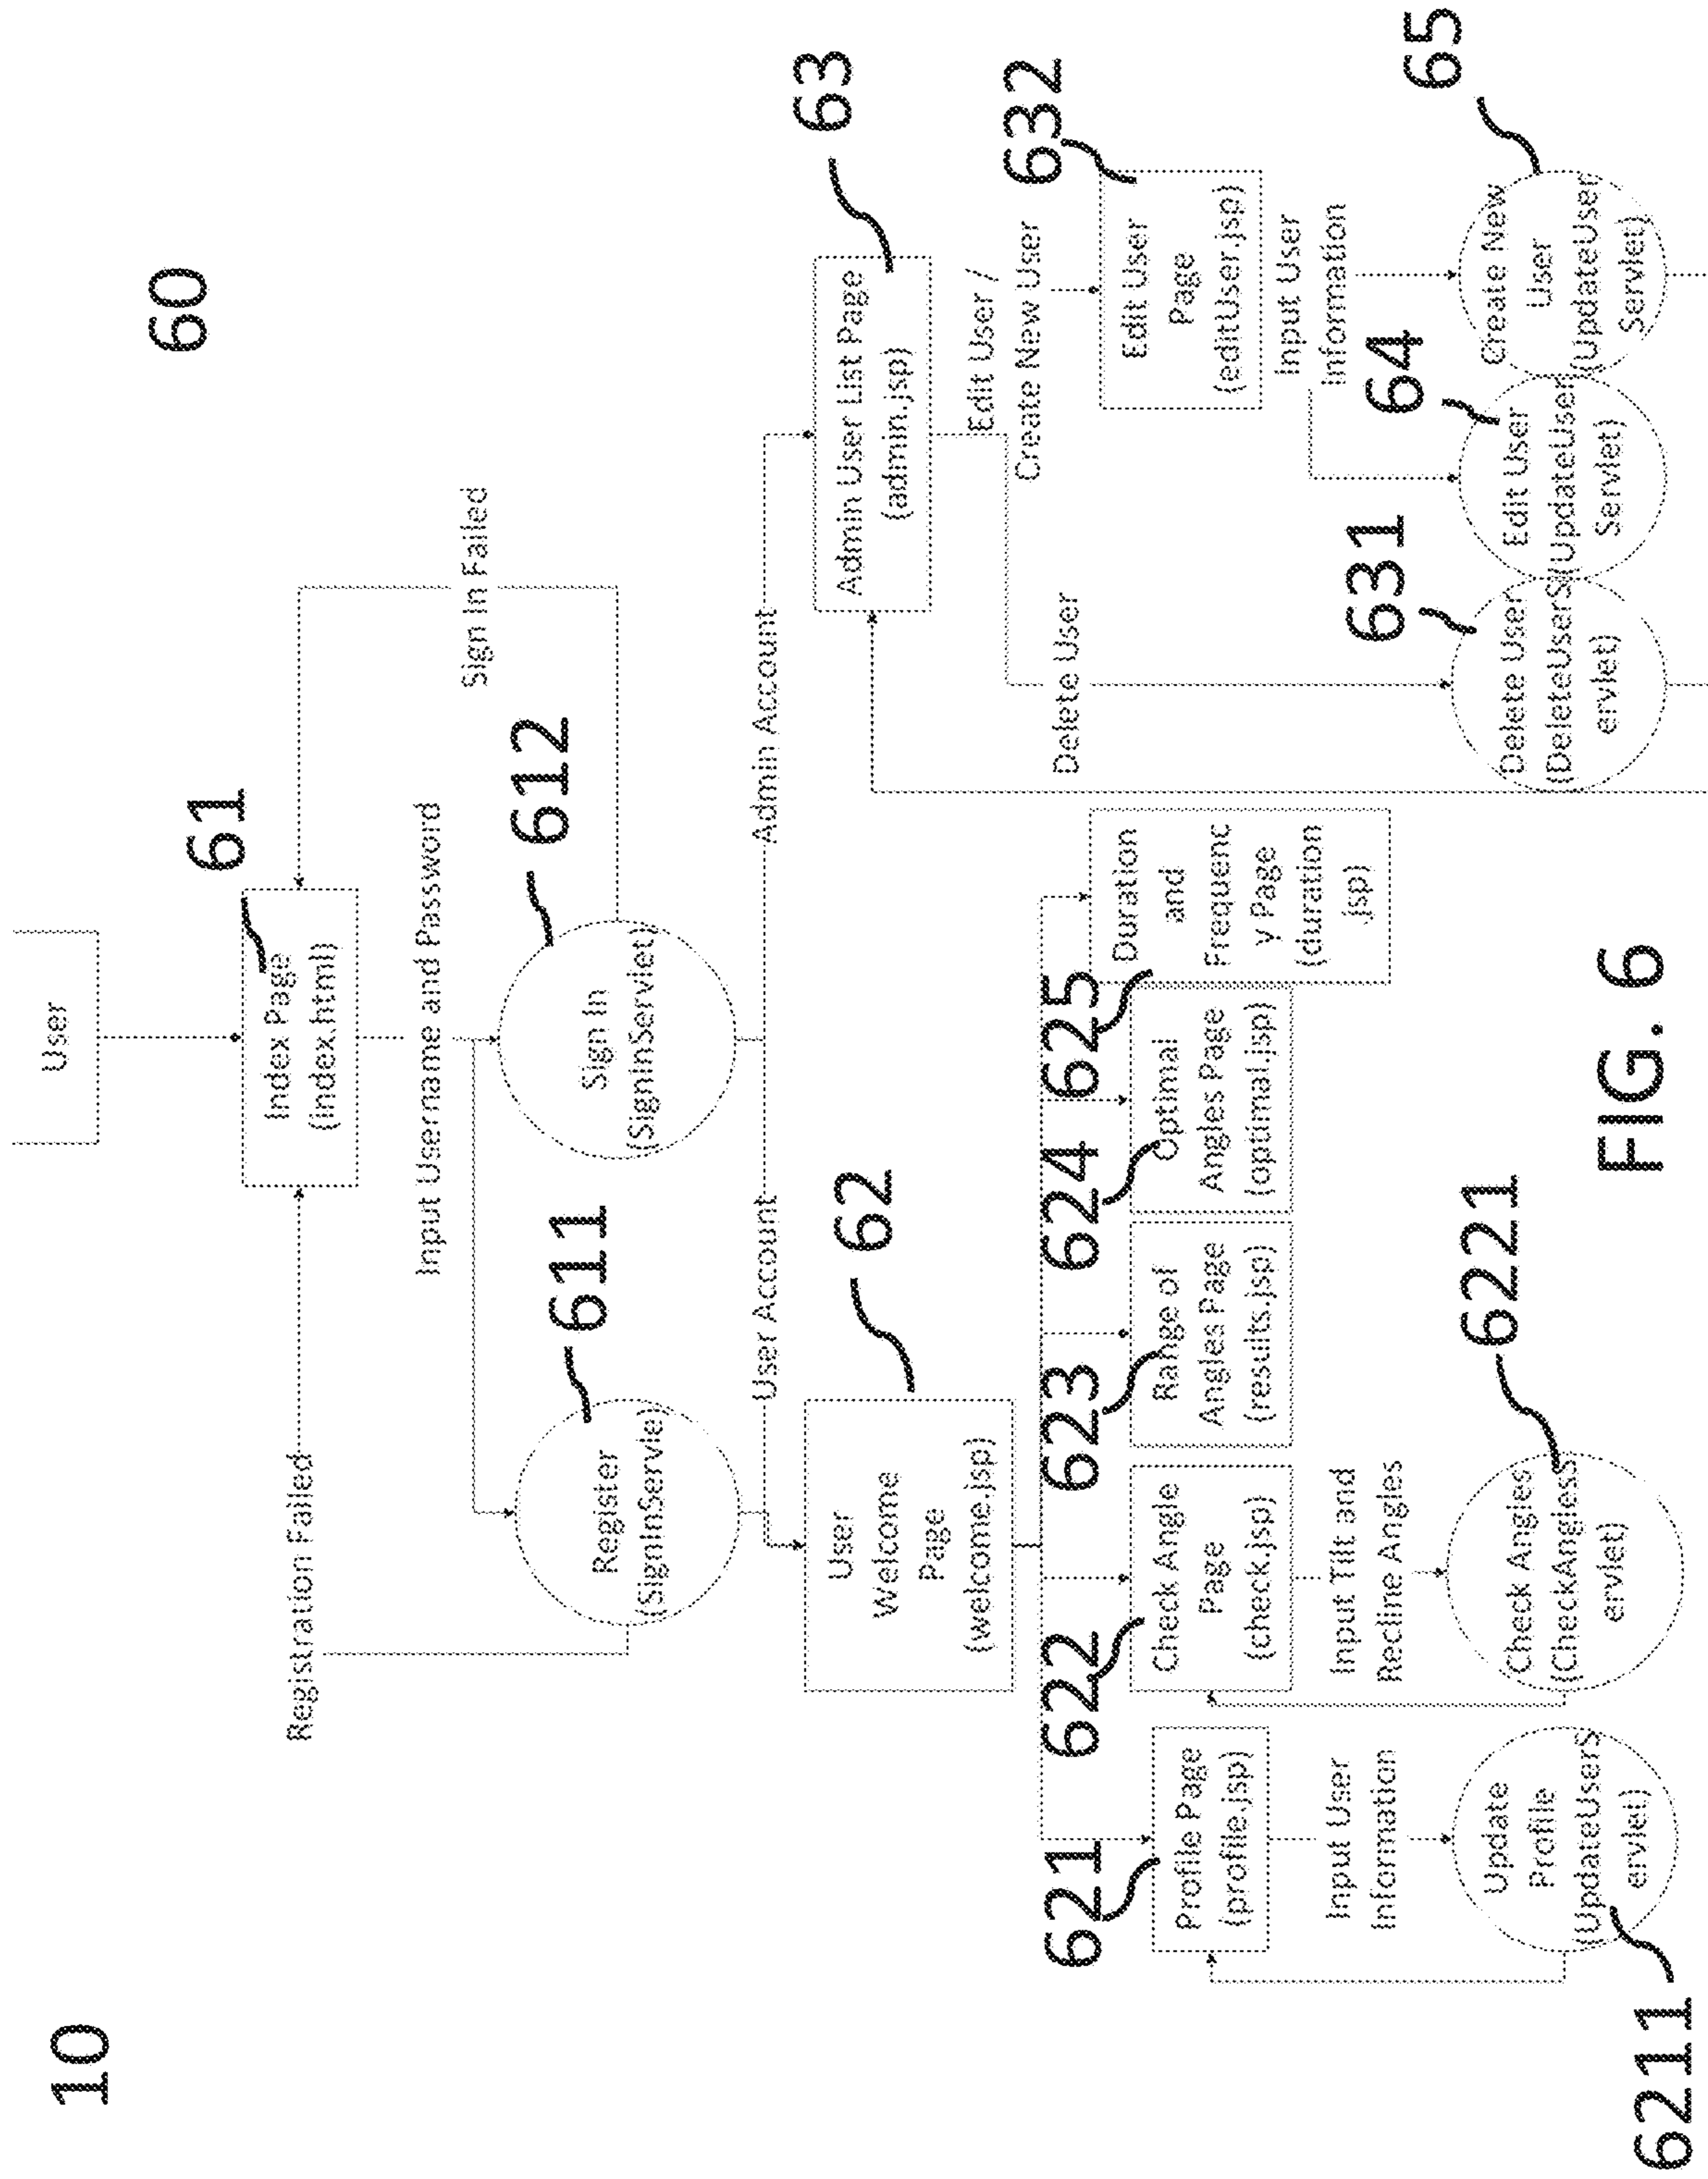 10
60
User
61
Index Page
(index.html)
Registration Failed
Input Username and Password
Sign In Failed
611
612
Register
(SignInServle)
Sign In
(SignInServlet)
User Account
Admin Account
62
63
User
Welcome
Page
(welcome.jsp)
Admin User List Page
(admin.jsp)
Edit User /
Create New User
Delete User
621
622
623
624
625
632
Profile Page
(profile.jsp)
Check Angle
Page
(check.jsp)
Range of
Angles Page
(results.jsp)
Optimal
Angles Page
(optimal.jsp)
Duration
and
Frequenc
y Page
(duration
.jsp)
Edit User
Page
(editUser.jsp)
Input User
Information
Input Tilt and
Recline Angles
Input User
Information
6211
6221
631
64
65
Update
Profile
(UpdateUserS
ervlet)
Check Angles
(CheckAnglesS
ervlet)
Delete User
(DeleteUserS
ervlet)
Edit User
(UpdateUser
Servlet)
Create New
User
(UpdateUser
Servlet)
FIG. 6